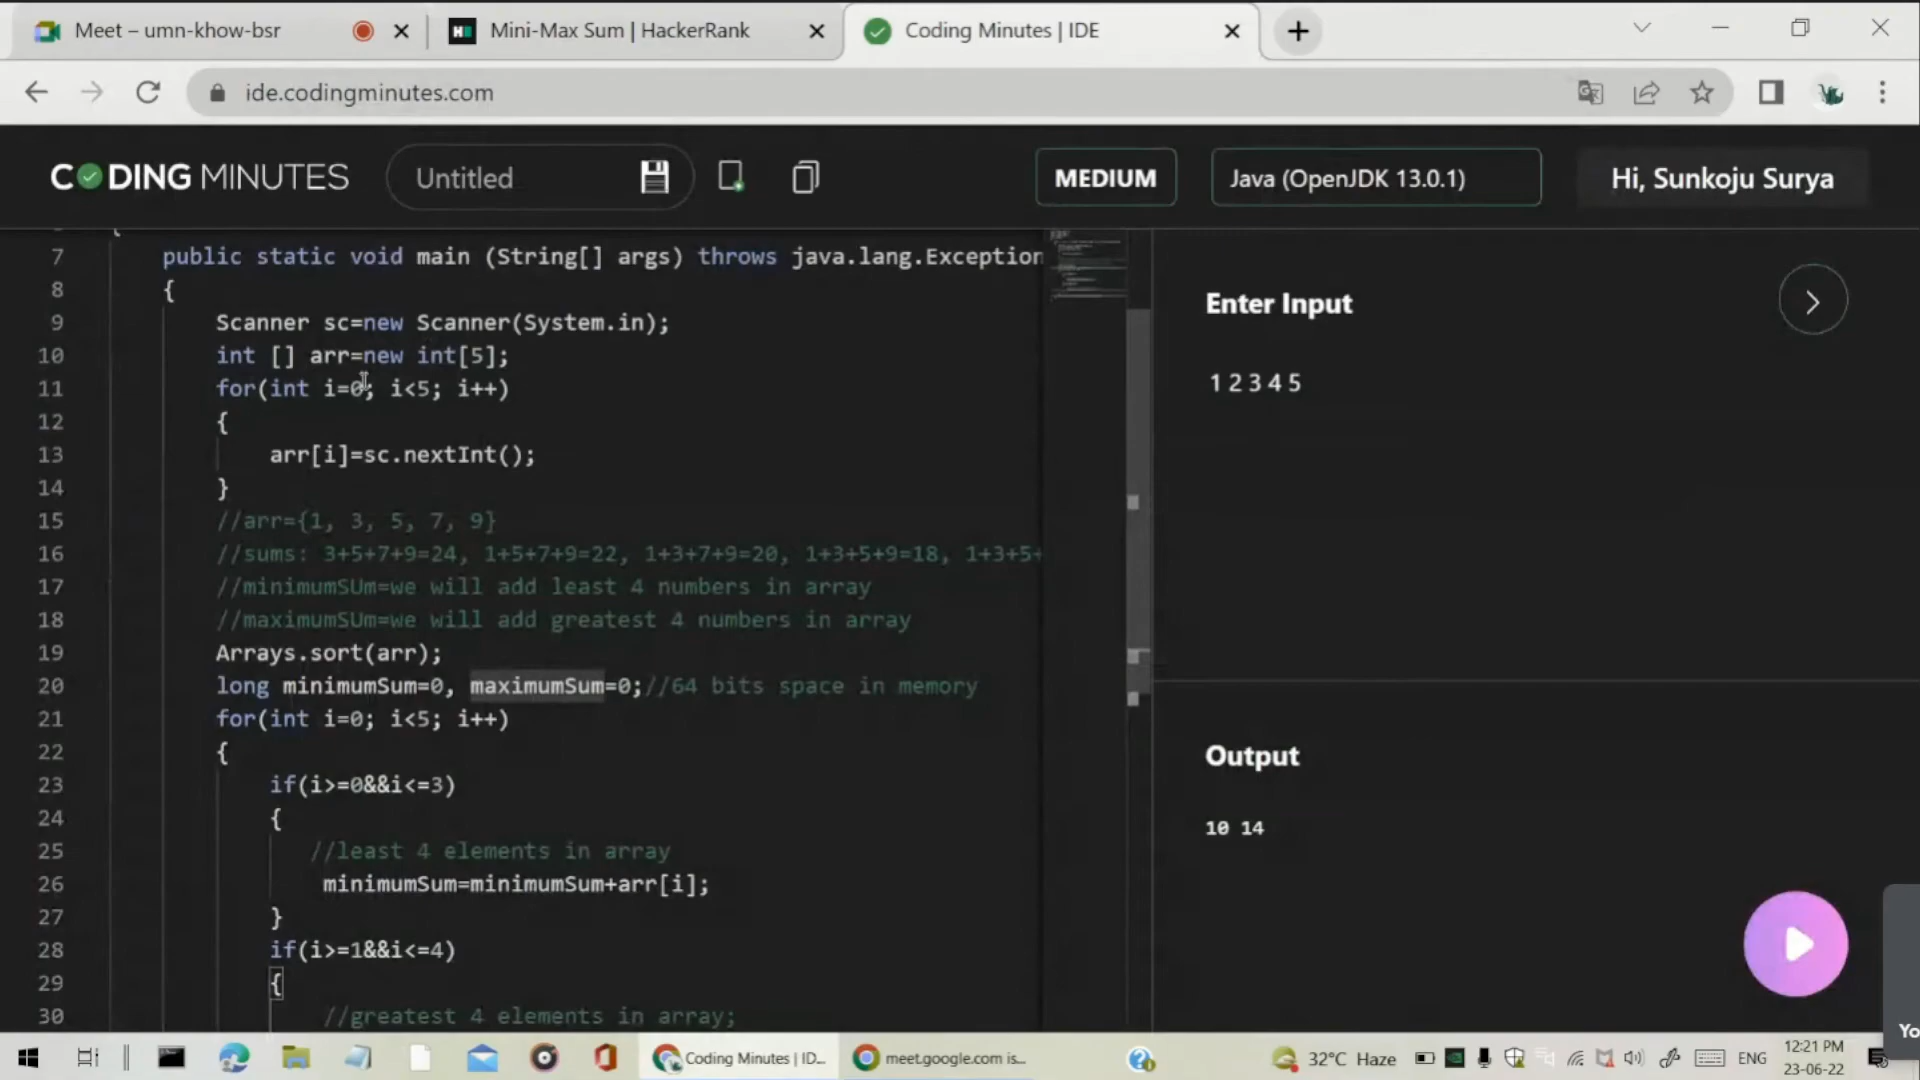 Meet – umn-khow-bsr
Mini-Max Sum | HackerRank
Coding Minutes | IDE
ide.codingminutes.com
CODING MINUTES
Untitled
MEDIUM
Java (OpenJDK 13.0.1)
Hi, Sunkoju Surya
7 public static void main (String[] args) throws java.lang.Exception
8 {
9 Scanner sc=new Scanner(System.in);
10 int [] arr=new int[5];
11 for(int i=0; i<5; i++)
12 {
13 arr[i]=sc.nextInt();
14 }
15 //arr={1, 3, 5, 7, 9}
16 //sums: 3+5+7+9=24, 1+5+7+9=22, 1+3+7+9=20, 1+3+5+9=18, 1+3+5+
17 //minimumSUm=we will add least 4 numbers in array
18 //maximumSUm=we will add greatest 4 numbers in array
19 Arrays.sort(arr);
20 long minimumSum=0, maximumSum=0;//64 bits space in memory
21 for(int i=0; i<5; i++)
22 {
23 if(i>=0&&i<=3)
24 {
25 //least 4 elements in array
26 minimumSum=minimumSum+arr[i];
27 }
28 if(i>=1&&i<=4)
29 {
30 //greatest 4 elements in array;
Enter Input
1 2 3 4 5
Output
10 14
Yo
Coding Minutes | ID...
meet.google.com is...
32°C Haze
ENG
12:21 PM
23-06-22